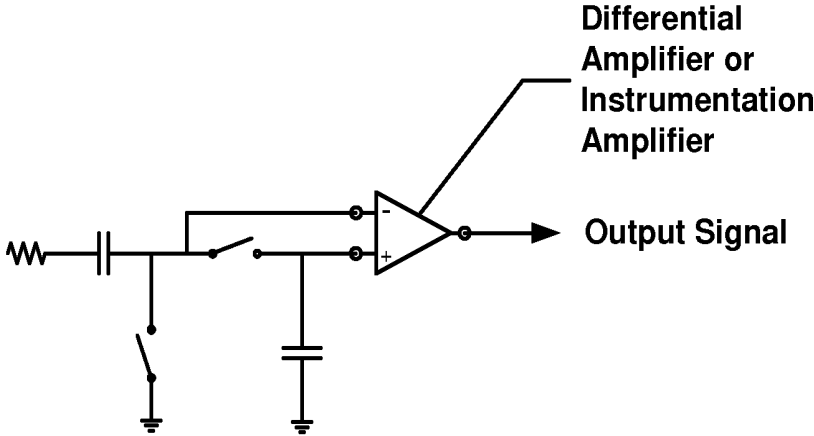 Differential
Amplifier or
Instrumentation
Amplifier
-
+
Output Signal